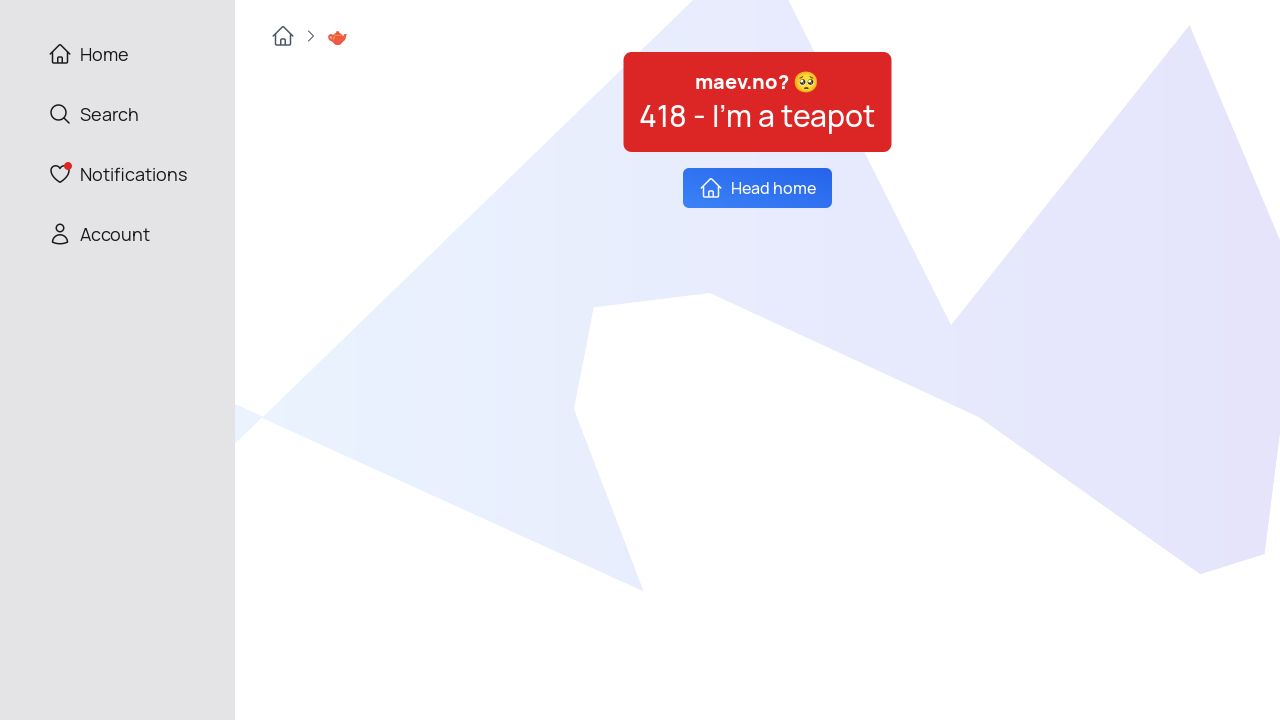 Home
Search
Notifications
Account
maev.no? 🥺
418 - I'm a teapot
Head home